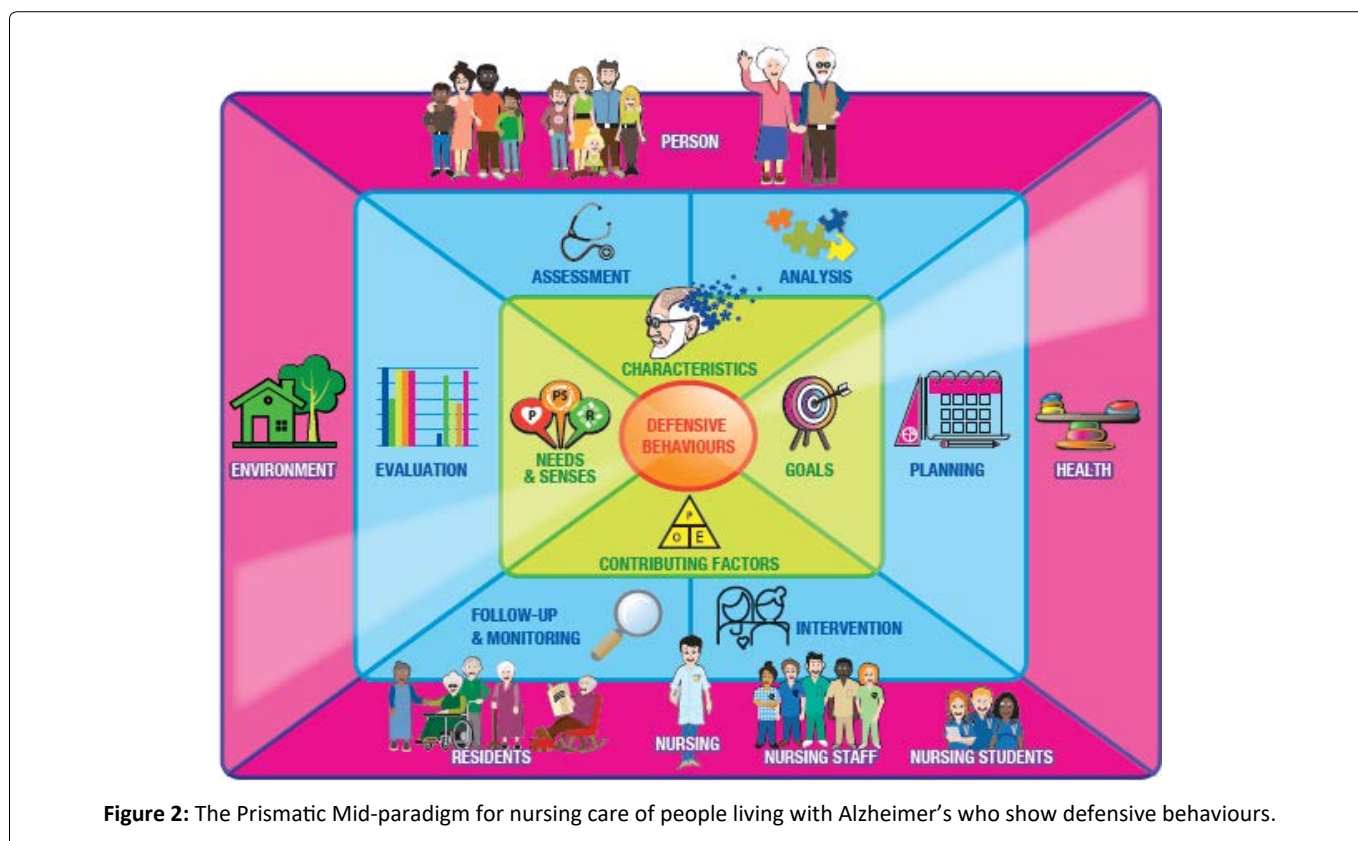 PERSON
ASSESSMENT
ANALYSIS
CHARACTERISTICS
ENVIRONMENT
EVALUATION
P
PS
R
NEEDS
& SENSES
DEFENSIVE
BEHAVIOURS
GOALS
PLANNING
HEALTH
P
O E
CONTRIBUTING FACTORS
FOLLOW-UP
& MONITORING
INTERVENTION
RESIDENTS
NURSING
NURSING STAFF
NURSING STUDENTS
Figure 2: The Prismatic Mid-paradigm for nursing care of people living with Alzheimer’s who show defensive behaviours.